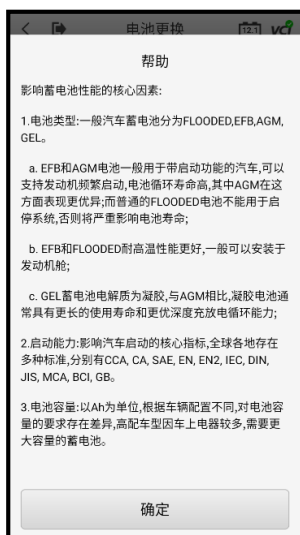 电池更换
12.1
VCI
帮助
影响蓄电池性能的核心因素:
1.电池类型:一般汽车蓄电池分为FLOODED,EFB,AGM,
GEL。
a. EFB和AGM电池一般用于带启动功能的汽车,可以
支持发动机频繁启动,电池循环寿命高,其中AGM在这
方面表现更优异;而普通的FLOODED电池不能用于启
停系统,否则将严重影响电池寿命;
b. EFB和FLOODED耐高温性能更好,一般可以安装于
发动机舱;
c. GEL蓄电池电解质为凝胶,与AGM相比,凝胶电池通
常具有更长的使用寿命和更优深度充放电循环能力;
2.启动能力:影响汽车启动的核心指标,全球各地存在
多种标准,分别有CCA, CA, SAE, EN, EN2, IEC, DIN,
JIS, MCA, BCI, GB。
3.电池容量:以Ah为单位,根据车辆配置不同,对电池容
量的要求存在差异,高配车型因车上电器较多,需要更
大容量的蓄电池。
确定